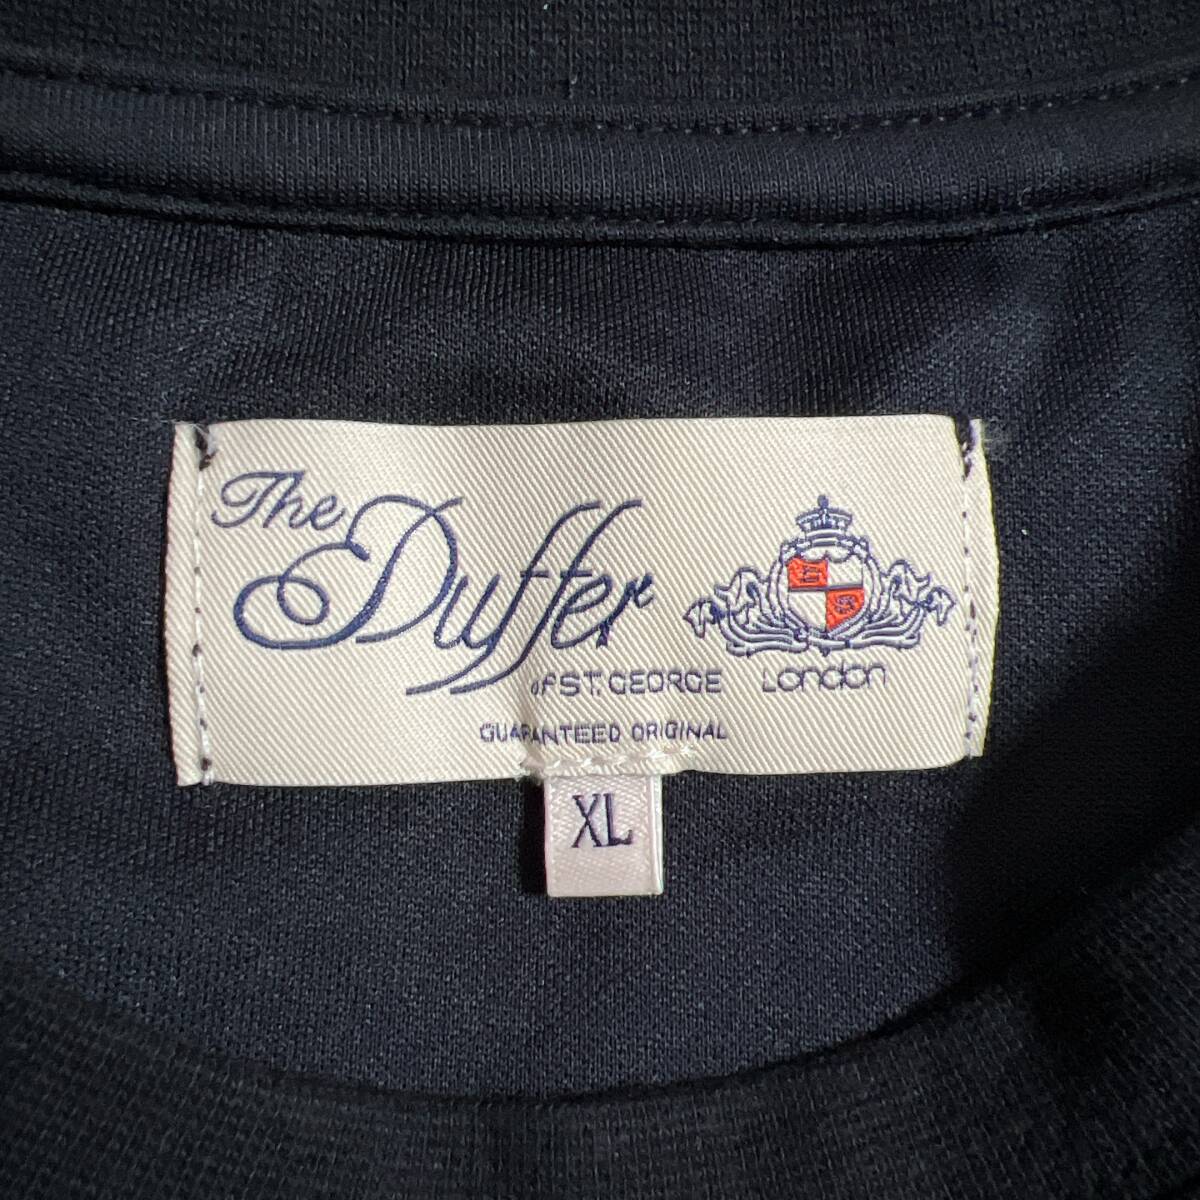 The
Duffer
OF ST. GEORGE
London
GUARANTEED ORIGINAL
XL